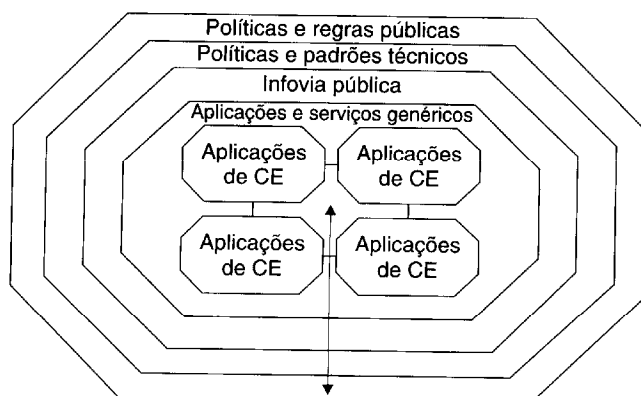 Políticas e regras públicas
Políticas e padrões técnicos
Infovia pública
Aplicações e serviços genéricos
Aplicações
de CE
Aplicações
de CE
Aplicações
de CE
Aplicações
de CE